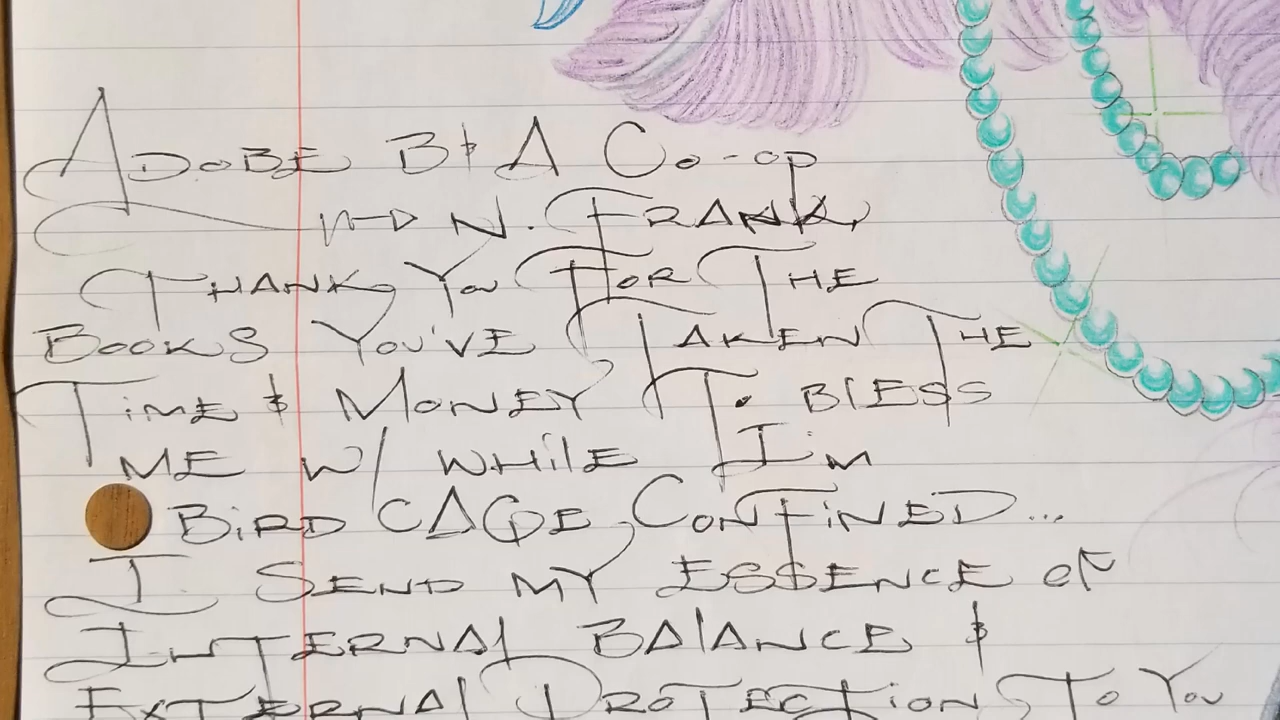 ADOBE B & A CO-OP
AND N. FRANK,
THANK YOU FOR THE
BOOKS YOU'VE TAKEN THE
TIME & MONEY TO BLESS
ME W/ WHILE I'M
BIRD CAGE CONFINED...
I SEND MY ESSENCE OF
INTERNAL BALANCE &
EXTERNAL PROTECTION TO YOU